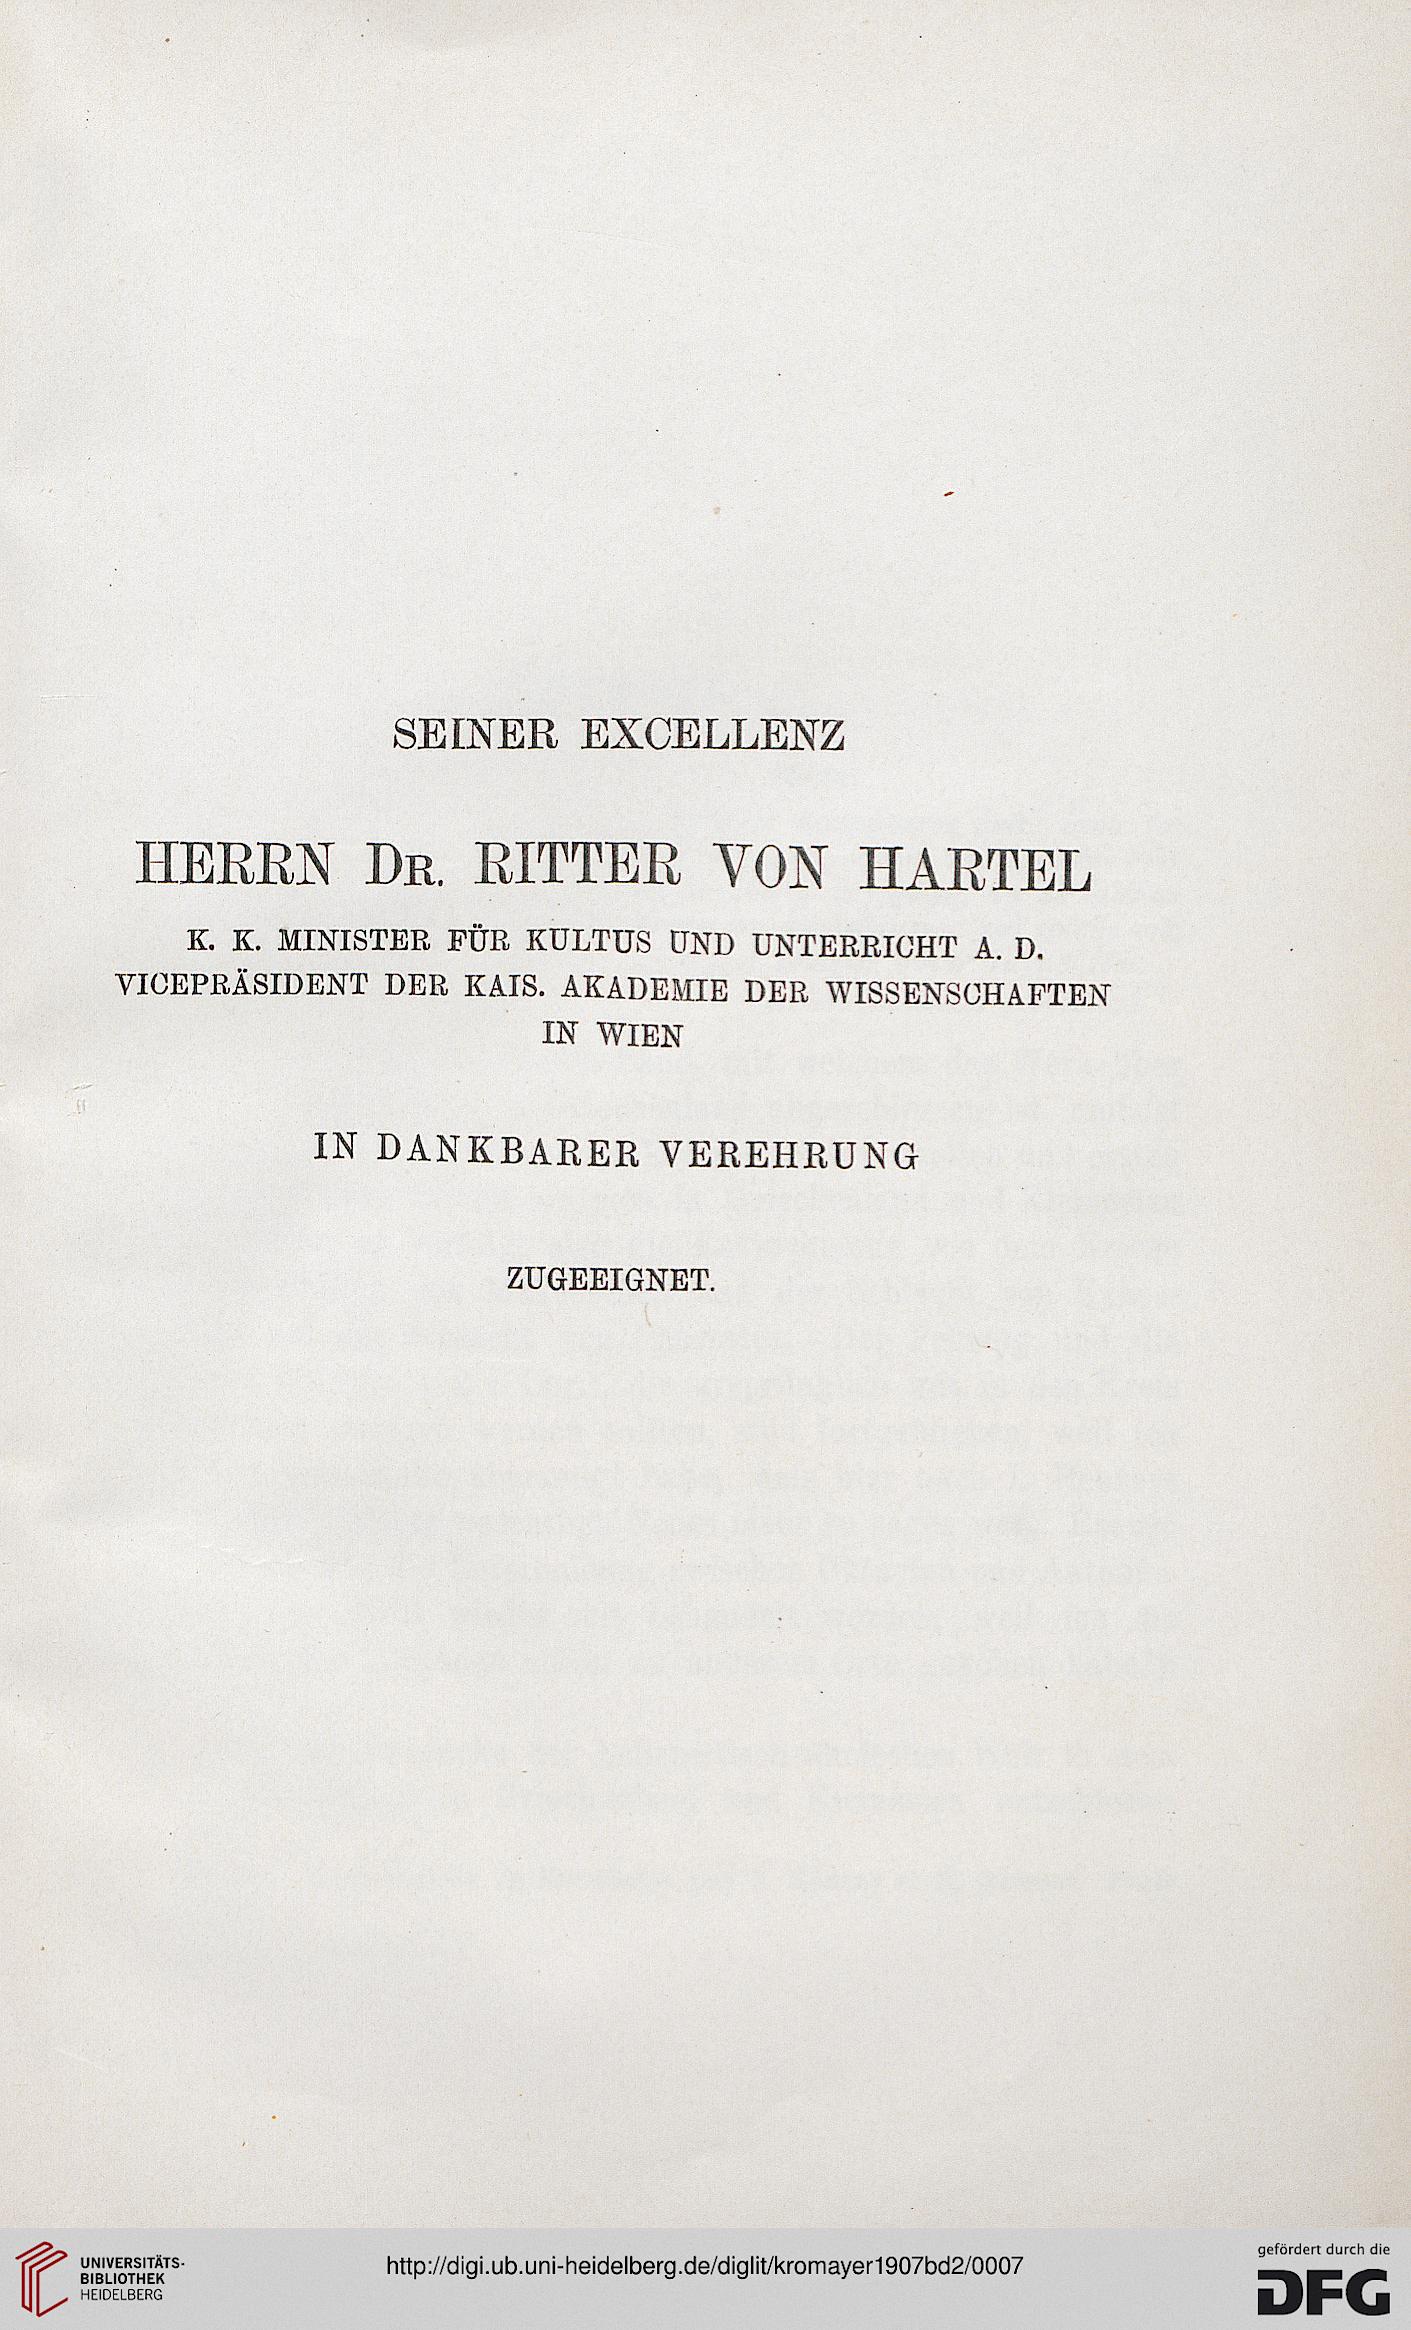 SEINER EXCELLENZ
HERRN DR. RITTER VON HARTEL
K. K. MINISTER FÜR KULTUS UND UNTERRICHT A. D.
VICEPRÄSIDENT DER KAIS. AKADEMIE DER WISSENSCHAFTEN
IN WIEN
IN DANKBARER VEREHRUNG
ZUGEEIGNET.
UNIVERSITÄTS-
BIBLIOTHEK
HEIDELBERG
http://digi.ub.uni-heidelberg.de/diglit/kromayer1907bd2/0007
gefördert durch die
DFG